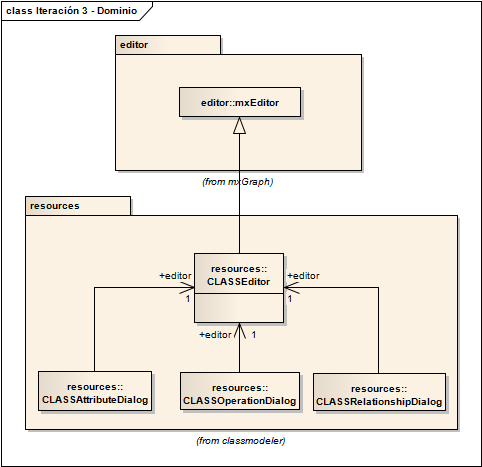 class Iteración 3 - Dominio
editor
editor::mxEditor
(from mxGraph)
resources
resources::
CLASSEditor
+editor
+editor
1
1
+editor
1
resources::
CLASSAttributeDialog
resources::
CLASSOperationDialog
resources::
CLASSRelationshipDialog
(from classmodeler)